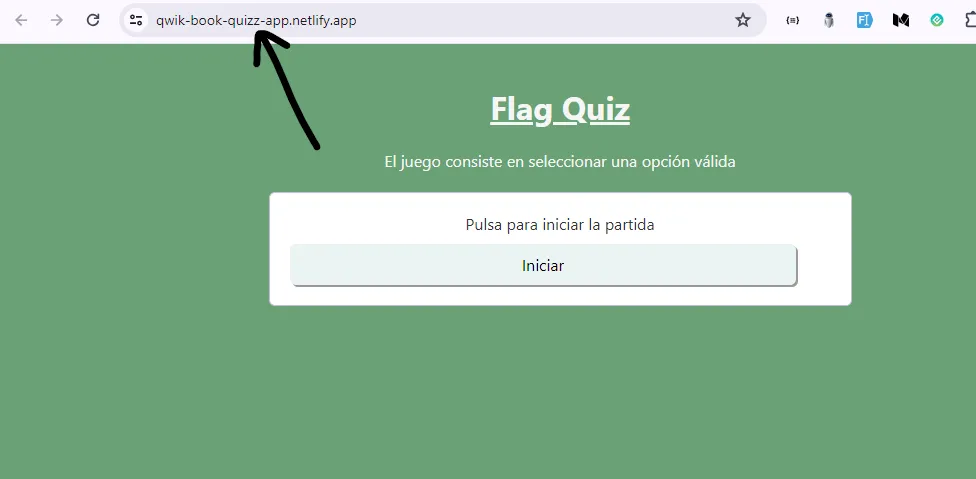 qwik-book-quizz-app.netlify.app
Flag Quiz
El juego consiste en seleccionar una opción válida
Pulsa para iniciar la partida
Iniciar